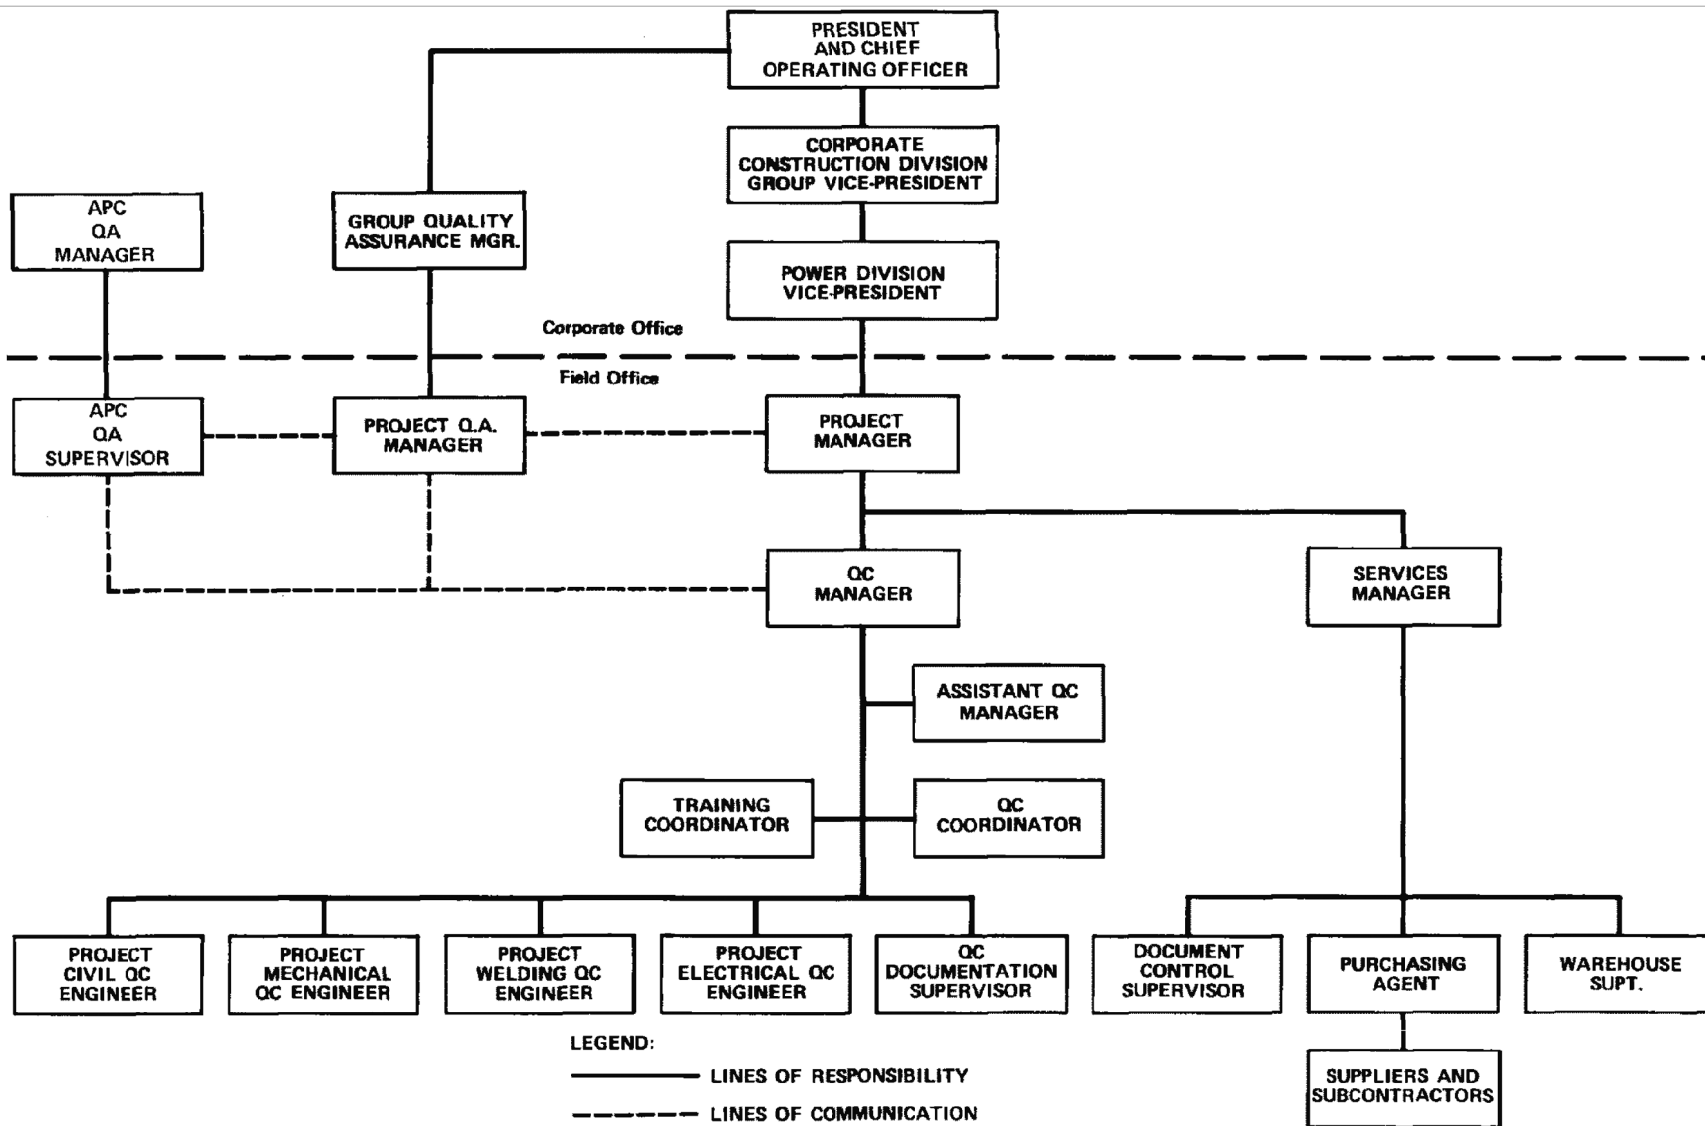 PRESIDENT
AND CHIEF
OPERATING OFFICER
CORPORATE
CONSTRUCTION DIVISION
GROUP VICE-PRESIDENT
APC
QA
MANAGER
GROUP QUALITY
ASSURANCE MGR.
POWER DIVISION
VICE-PRESIDENT
Corporate Office
Field Office
APC
QA
SUPERVISOR
PROJECT Q.A.
MANAGER
PROJECT
MANAGER
QC
MANAGER
SERVICES
MANAGER
ASSISTANT QC
MANAGER
TRAINING
COORDINATOR
QC
COORDINATOR
PROJECT
CIVIL QC
ENGINEER
PROJECT
MECHANICAL
QC ENGINEER
PROJECT
WELDING QC
ENGINEER
PROJECT
ELECTRICAL QC
ENGINEER
QC
DOCUMENTATION
SUPERVISOR
DOCUMENT
CONTROL
SUPERVISOR
PURCHASING
AGENT
WAREHOUSE
SUPT.
SUPPLIERS AND
SUBCONTRACTORS
LEGEND:
LINES OF RESPONSIBILITY
LINES OF COMMUNICATION